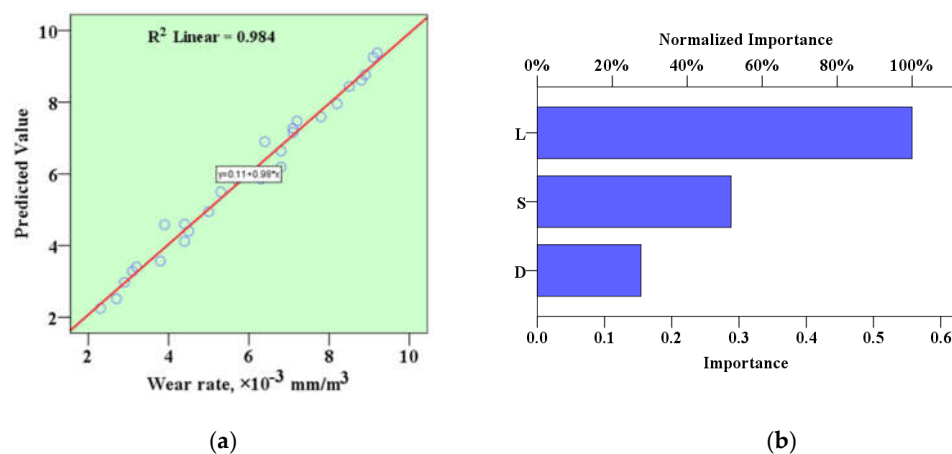 R² Linear = 0.984
10
8
6
4
2
Predicted Value
y=0.11+0.98*x
2 4 6 8 10
Wear rate, ×10⁻³ mm/m³
(a)
Normalized Importance
0% 20% 40% 60% 80% 100%
L
S
D
0.0 0.1 0.2 0.3 0.4 0.5 0.6
Importance
(b)